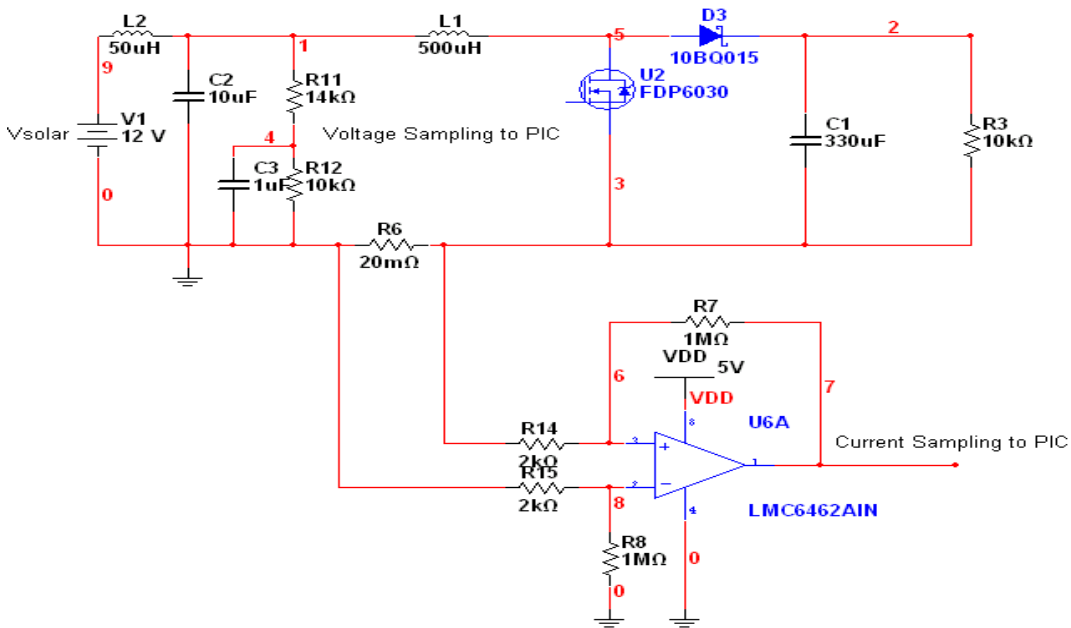 L2
50uH
L1
500uH
D3
10BQ015
9
1
5
2
C2
10uF
R11
14kΩ
U2
FDP6030
Vsolar
V1
12 V
4
Voltage Sampling to PIC
C1
330uF
R3
10kΩ
C3
1uF
R12
10kΩ
0
3
R6
20mΩ
R7
1MΩ
VDD
5V
6
7
VDD
8
U6A
R14
2kΩ
3
+
1
Current Sampling to PIC
R15
2kΩ
2
−
8
4
LMC6462AIN
R8
1MΩ
0
0